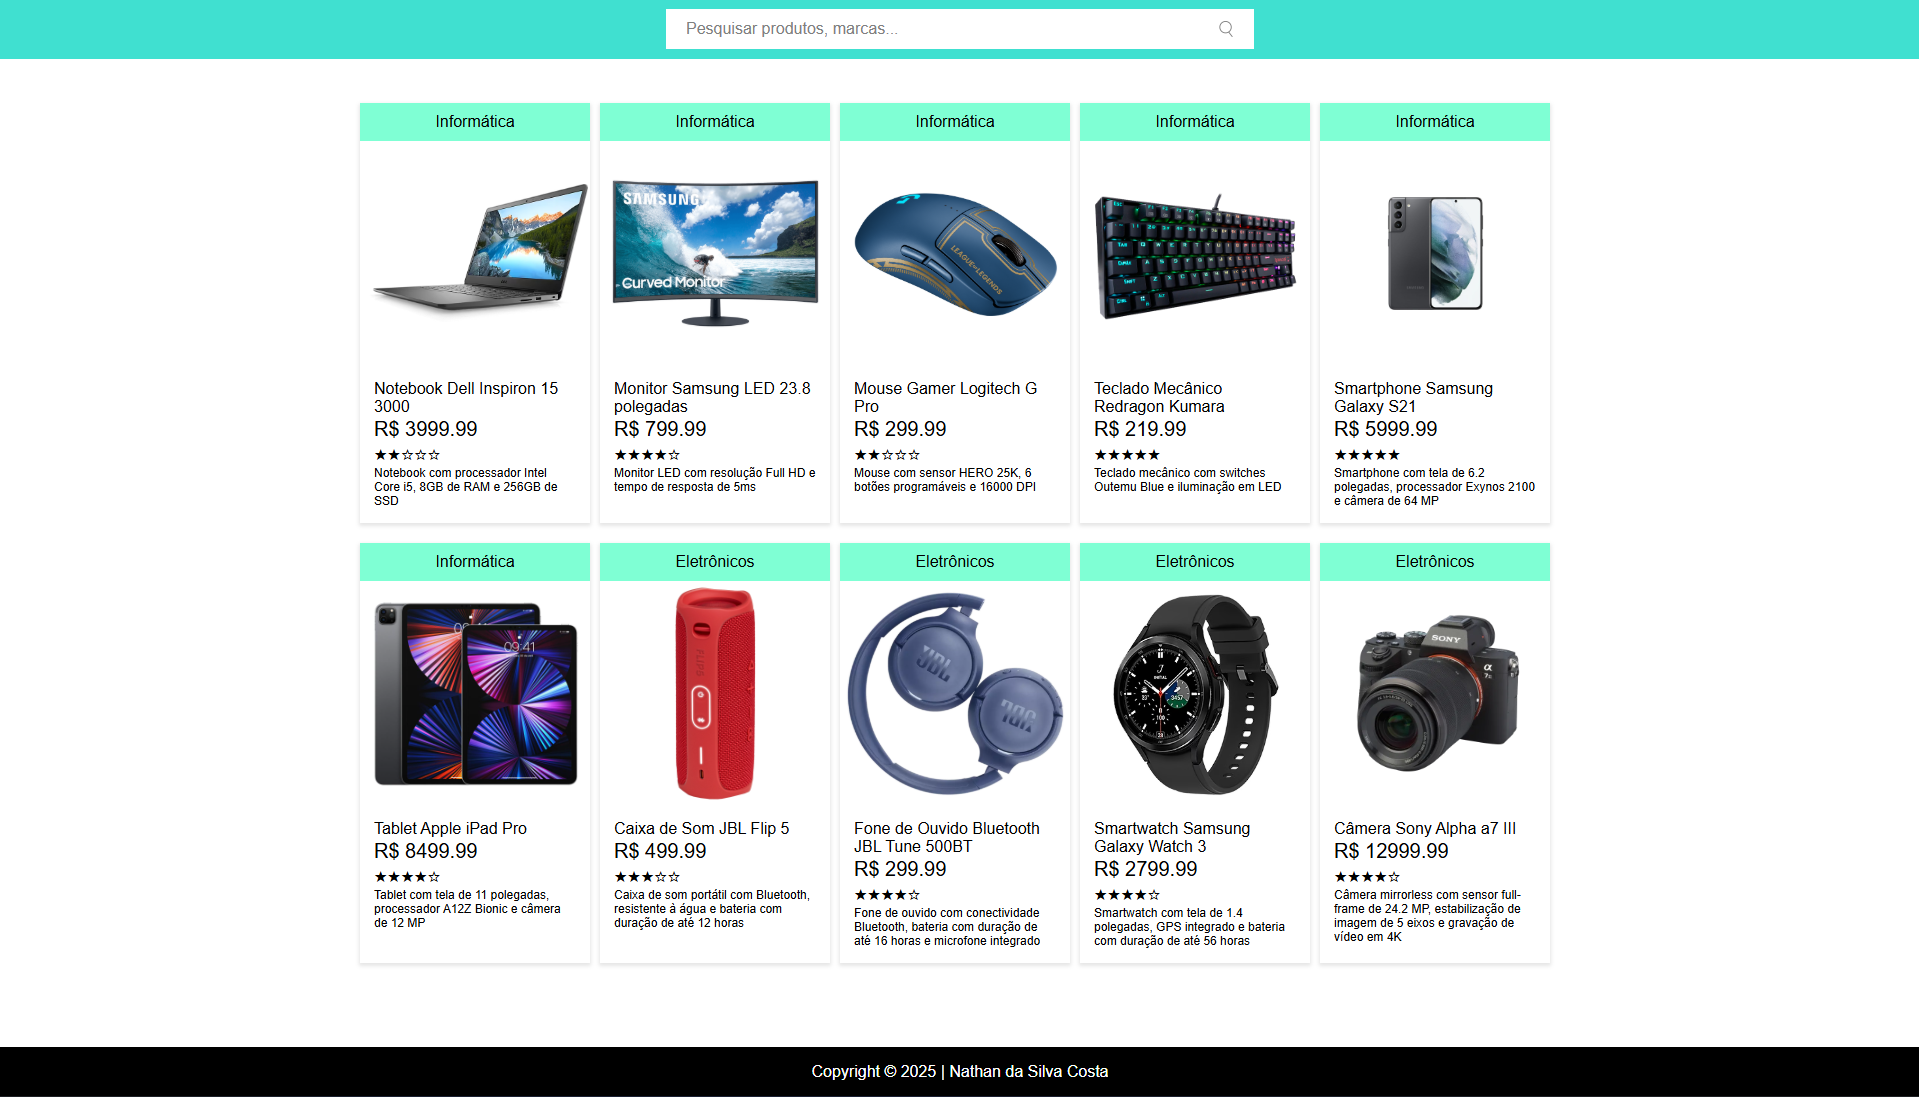 Pesquisar produtos, marcas...
Informática
Informática
Informática
Informática
Informática
SAMSUNG
Curved Monitor
LEAGUE OF LEGENDS
Notebook Dell Inspiron 15
3000
R$ 3999.99
★★☆☆☆
Notebook com processador Intel
Core i5, 8GB de RAM e 256GB de
SSD
Monitor Samsung LED 23.8
polegadas
R$ 799.99
★★★★☆
Monitor LED com resolução Full HD e
tempo de resposta de 5ms
Mouse Gamer Logitech G
Pro
R$ 299.99
★★☆☆☆
Mouse com sensor HERO 25K, 6
botões programáveis e 16000 DPI
Teclado Mecânico
Redragon Kumara
R$ 219.99
★★★★★
Teclado mecânico com switches
Outemu Blue e iluminação em LED
Smartphone Samsung
Galaxy S21
R$ 5999.99
★★★★★
Smartphone com tela de 6.2
polegadas, processador Exynos 2100
e câmera de 64 MP
Informática
Eletrônicos
Eletrônicos
Eletrônicos
Eletrônicos
09:41
FLIP 5
JBL
JBL
SONY
Tablet Apple iPad Pro
R$ 8499.99
★★★★☆
Tablet com tela de 11 polegadas,
processador A12Z Bionic e câmera
de 12 MP
Caixa de Som JBL Flip 5
R$ 499.99
★★★☆☆
Caixa de som portátil com Bluetooth,
resistente à água e bateria com
duração de até 12 horas
Fone de Ouvido Bluetooth
JBL Tune 500BT
R$ 299.99
★★★★☆
Fone de ouvido com conectividade
Bluetooth, bateria com duração de
até 16 horas e microfone integrado
Smartwatch Samsung
Galaxy Watch 3
R$ 2799.99
★★★★☆
Smartwatch com tela de 1.4
polegadas, GPS integrado e bateria
com duração de até 56 horas
Câmera Sony Alpha a7 III
R$ 12999.99
★★★★☆
Câmera mirrorless com sensor full-
frame de 24.2 MP, estabilização de
imagem de 5 eixos e gravação de
vídeo em 4K
Copyright © 2025 | Nathan da Silva Costa